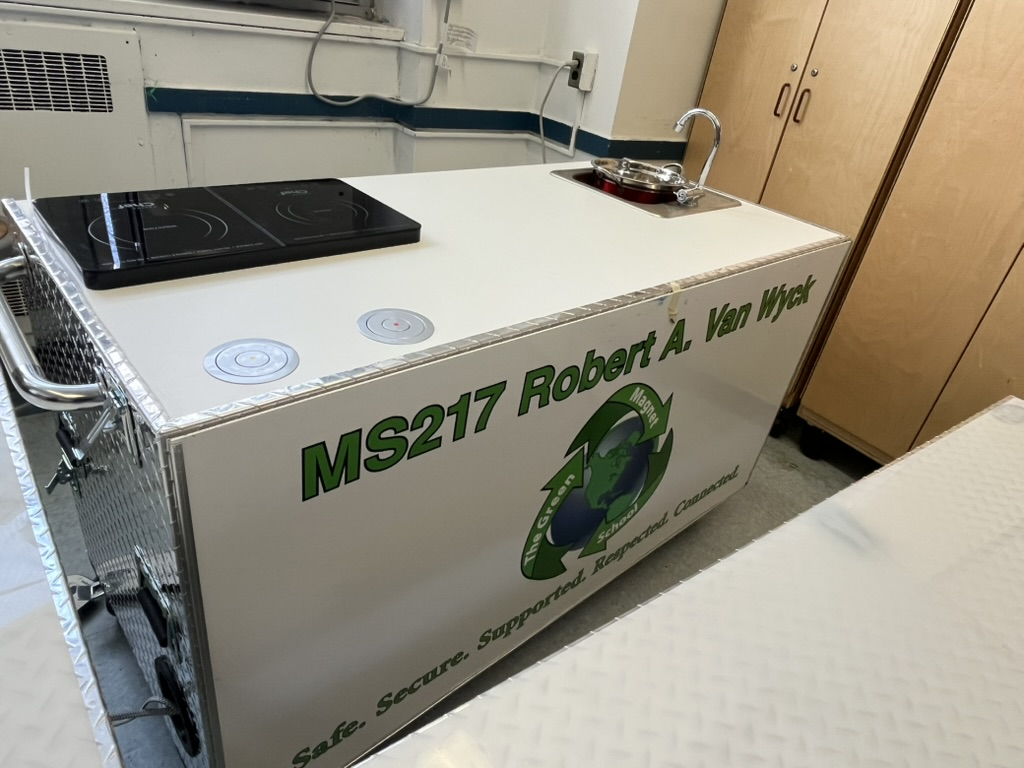 MS217 Robert A. Van Wyck
The Green
Magnet
School
Safe. Secure. Supported. Respected. Connected.